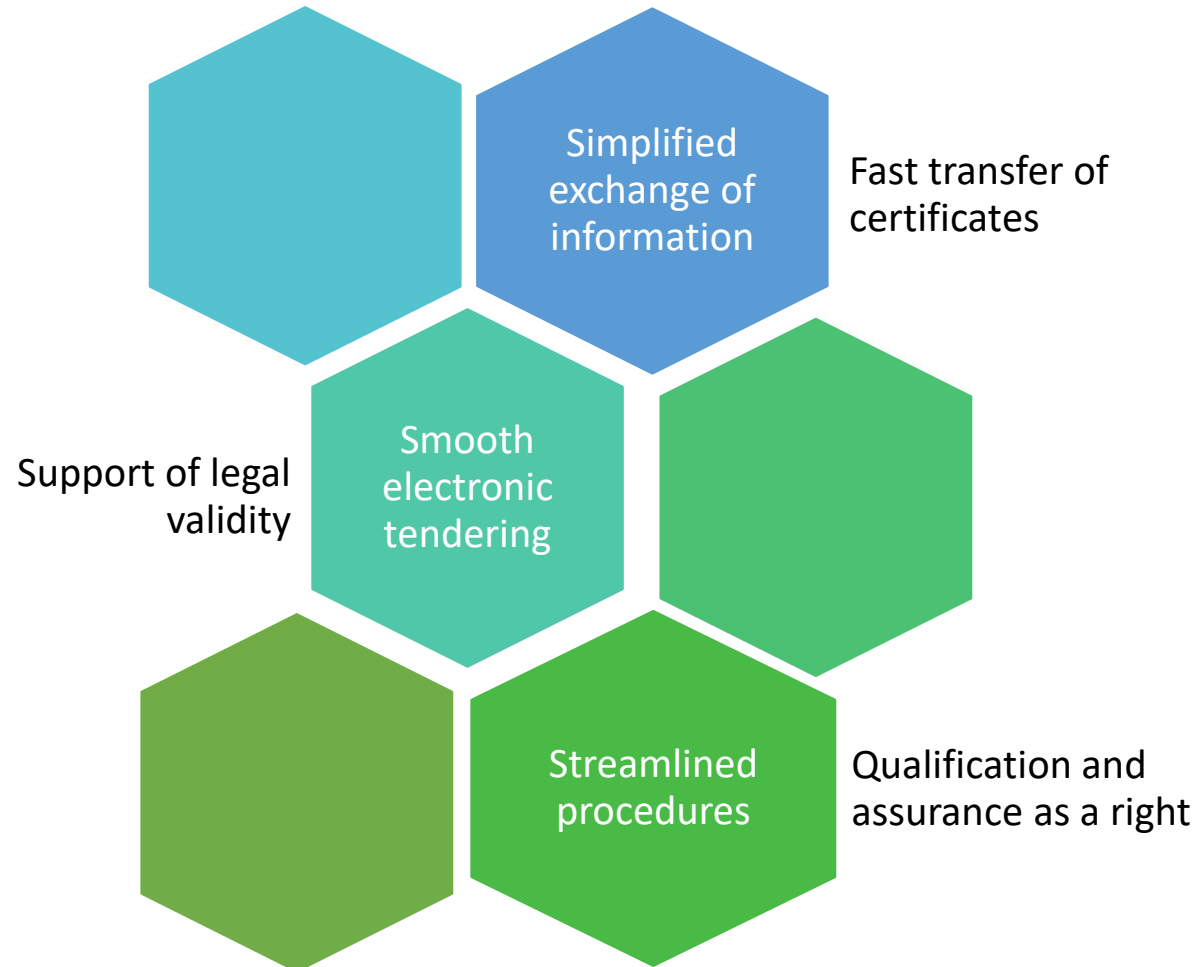 Simplified
exchange of
information
Fast transfer of
certificates
Support of legal
validity
Smooth
electronic
tendering
Streamlined
procedures
Qualification and
assurance as a right